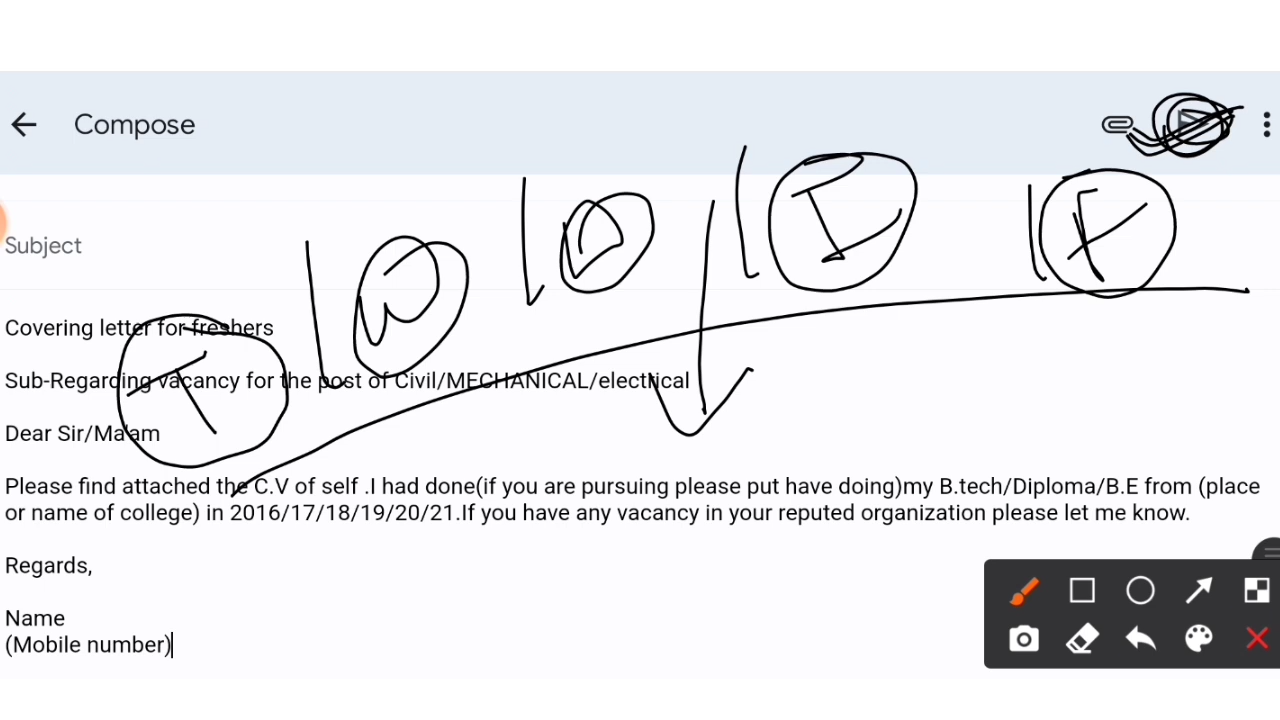 Compose
Subject
Covering letter for freshers
Sub-Regarding vacancy for the post of Civil/MECHANICAL/electrical
Dear Sir/Ma'am
Please find attached the C.V of self .I had done(if you are pursuing please put have doing)my B.tech/Diploma/B.E from (place
or name of college) in 2016/17/18/19/20/21.If you have any vacancy in your reputed organization please let me know.
Regards,
Name
(Mobile number)